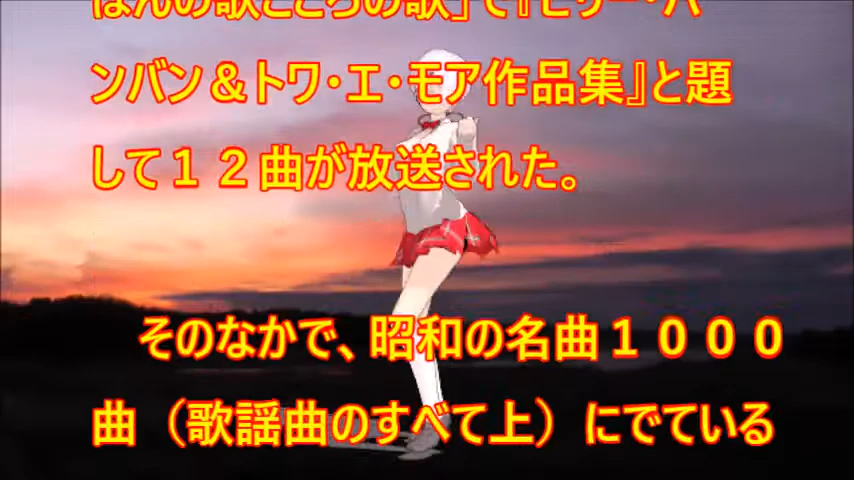 ほんの歌こころの歌」で『ビリー・バ
ンバン＆トワ・エ・モア作品集』と題
して１２曲が放送された。
そのなかで、昭和の名曲１０００
曲（歌謡曲のすべて上）にでている